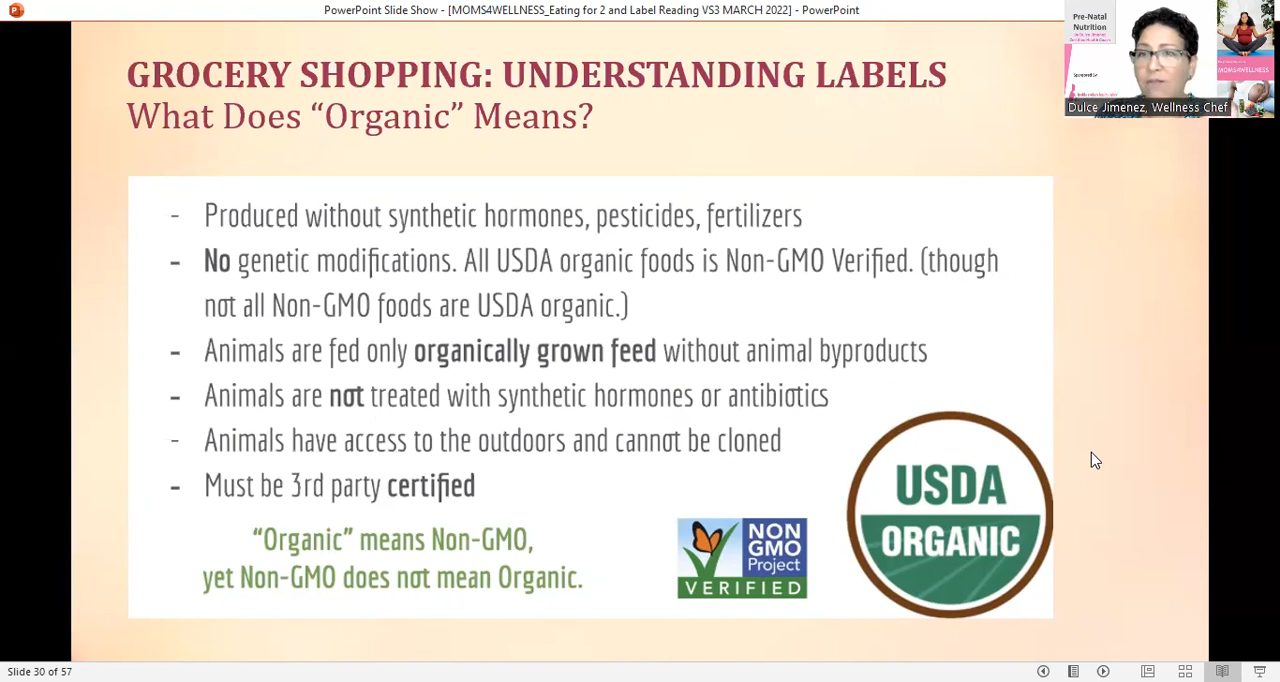 PowerPoint Slide Show - [MOMS4WELLNESS_Eating for 2 and Label Reading VS3 MARCH 2022] - PowerPoint
Pre-Natal
Nutrition
Sponsored by
MOMS4WELLNESS
Dulce Jimenez, Wellness Chef
GROCERY SHOPPING: UNDERSTANDING LABELS
What Does “Organic” Means?
- Produced without synthetic hormones, pesticides, fertilizers
- No genetic modifications. All USDA organic foods is Non-GMO Verified. (though
not all Non-GMO foods are USDA organic.)
- Animals are fed only organically grown feed without animal byproducts
- Animals are not treated with synthetic hormones or antibiotics
- Animals have access to the outdoors and cannot be cloned
- Must be 3rd party certified
“Organic” means Non-GMO,
yet Non-GMO does not mean Organic.
NON
GMO
Project
VERIFIED
USDA
ORGANIC
Slide 30 of 57